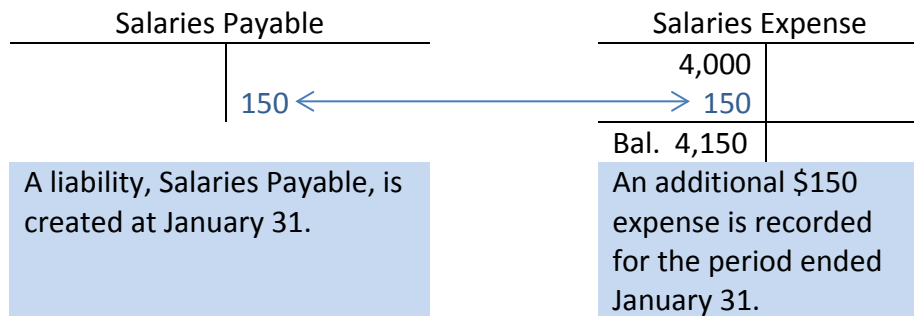 Salaries Payable
150
A liability, Salaries Payable, is
created at January 31.
Salaries Expense
4,000
150
Bal. 4,150
An additional $150
expense is recorded
for the period ended
January 31.